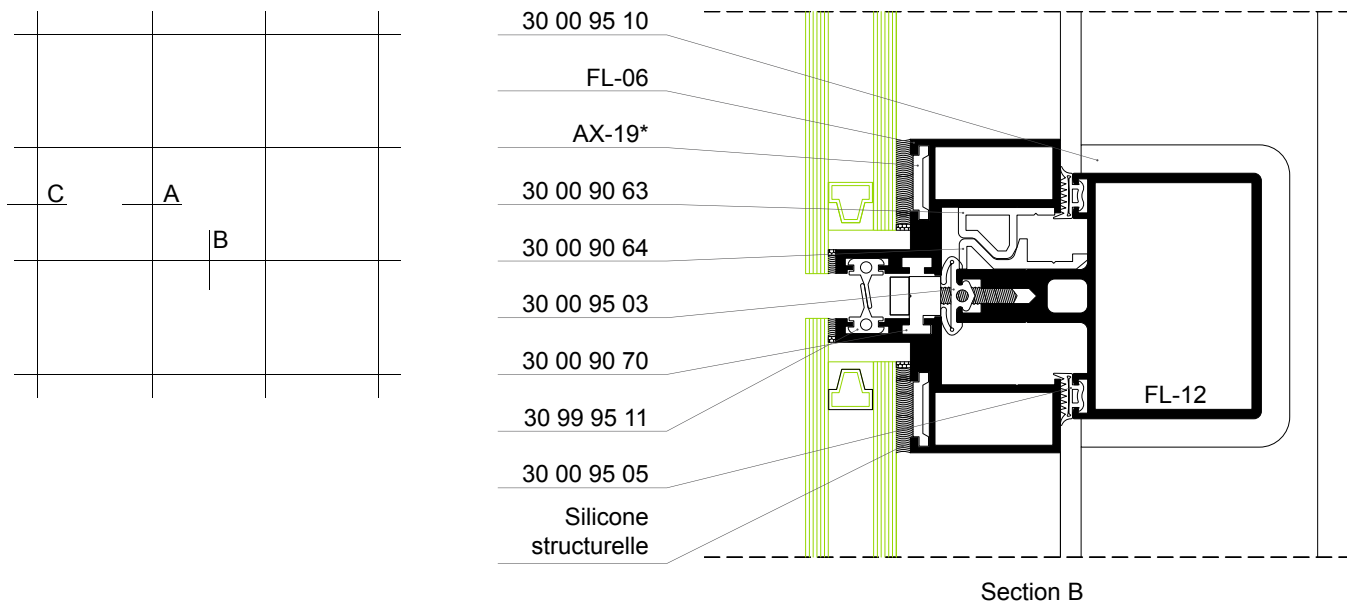 C
A
B
30 00 95 10
FL-06
AX-19*
30 00 90 63
30 00 90 64
30 00 95 03
30 00 90 70
30 99 95 11
30 00 95 05
Silicone
structurelle
FL-12
Section B